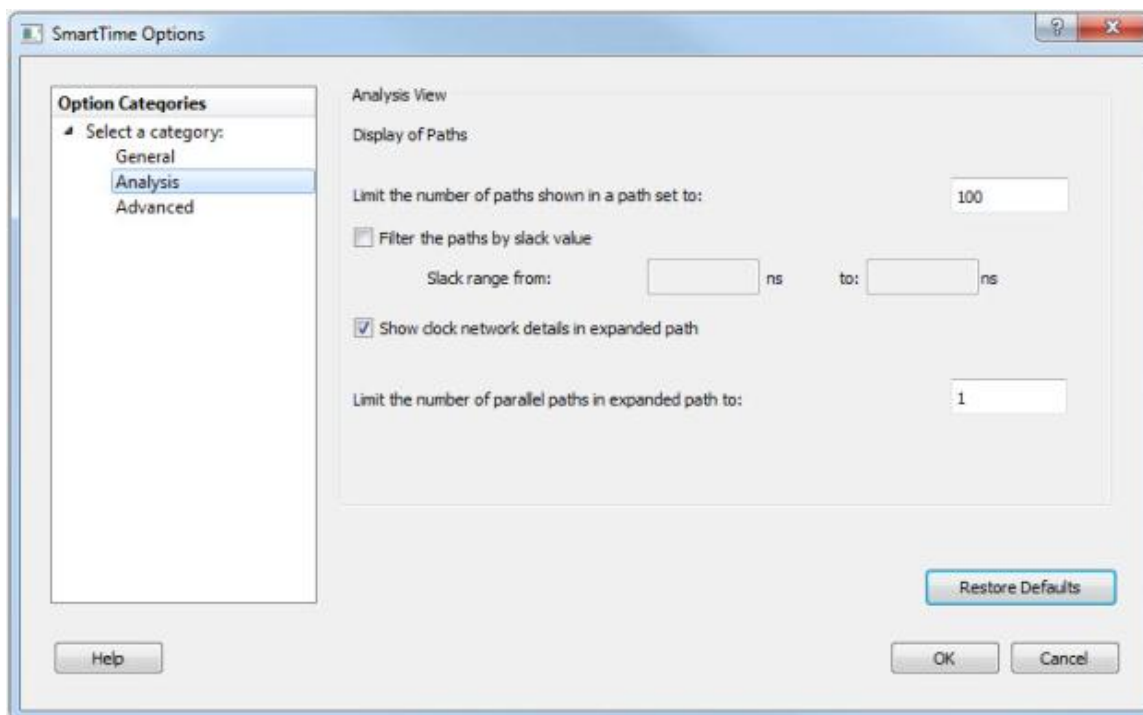 SmartTime Options
Option Categories
Select a category:
General
Analysis
Advanced
Analysis View
Display of Paths
Limit the number of paths shown in a path set to:
100
Filter the paths by slack value
Slack range from: ns to: ns
Show clock network details in expanded path
Limit the number of parallel paths in expanded path to:
1
Restore Defaults
Help
OK
Cancel